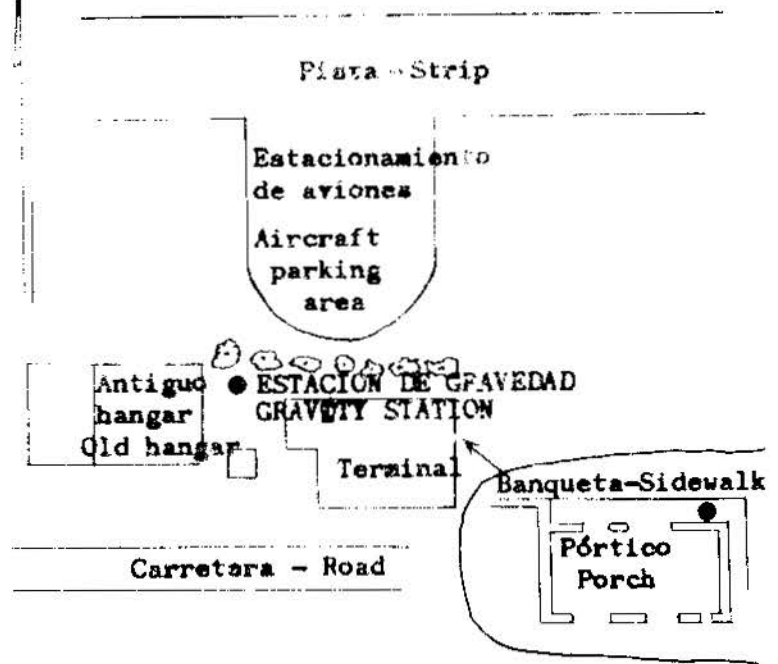 Pista - Strip
Estacionamiento
de aviones
Aircraft
parking
area
Antiguo
hangar
Old hangar
ESTACIÓN DE GRAVEDAD
GRAVITY STATION
Terminal
Banqueta-Sidewalk
Pórtico
Porch
Carretera - Road